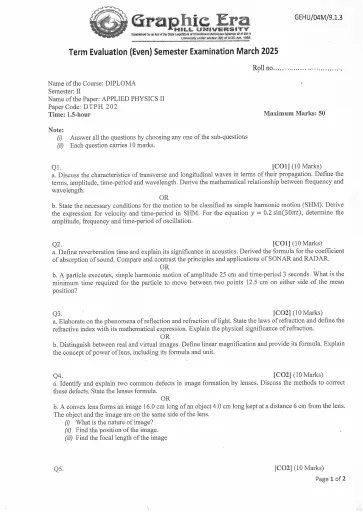 GEHU/04M/9.1.3
Graphic Era
HILL UNIVERSITY
Term Evaluation (Even) Semester Examination March 2025
Roll no.............................
Name of the Course: DIPLOMA
Semester: II
Name of the Paper: APPLIED PHYSICS II
Paper Code: DTPH 202
Time: 1.5-hour Maximum Marks: 50
Note:
(i) Answer all the questions by choosing any one of the sub-questions
(ii) Each question carries 10 marks.
Q1. [CO1] (10 Marks)
a. Discuss the characteristics of transverse and longitudinal waves in terms of their propagation. Define the
terms, amplitude, time-period and wavelength. Derive the mathematical relationship between frequency and
wavelength.
OR
b. State the necessary conditions for the motion to be classified as simple harmonic motion (SHM). Derive
the expression for velocity and time-period in SHM. For the equation y = 0.2 sin(50πt), determine the
amplitude, frequency and time-period of oscillation.
Q2. [CO1] (10 Marks)
a. Define reverberation time and explain its significance in acoustics. Derived the formula for the coefficient
of absorption of sound. Compare and contrast the principles and applications of SONAR and RADAR.
OR
b. A particle executes, simple harmonic motion of amplitude 25 cm and time-period 3 seconds. What is the
minimum time required for the particle to move between two points 12.5 cm on either side of the mean
position?
Q3. [CO2] (10 Marks)
a. Elaborate on the phenomena of reflection and refraction of light. State the laws of refraction and define the
refractive index with its mathematical expression. Explain the physical significance of refraction.
OR
b. Distinguish between real and virtual images. Define linear magnification and provide its formula. Explain
the concept of power of lens, including its formula and unit.
Q4. [CO2] (10 Marks)
a. Identify and explain two common defects in image formation by lenses. Discuss the methods to correct
these defects. State the lenses formula.
OR
b. A convex lens forms an image 16.0 cm long of an object 4.0 cm long kept at a distance 6 cm from the lens.
The object and the image are on the same side of the lens.
(i) What is the nature of image?
(ii) Find the position of the image.
(iii) Find the focal length of the image
Q5. [CO2] (10 Marks)
Page 1 of 2